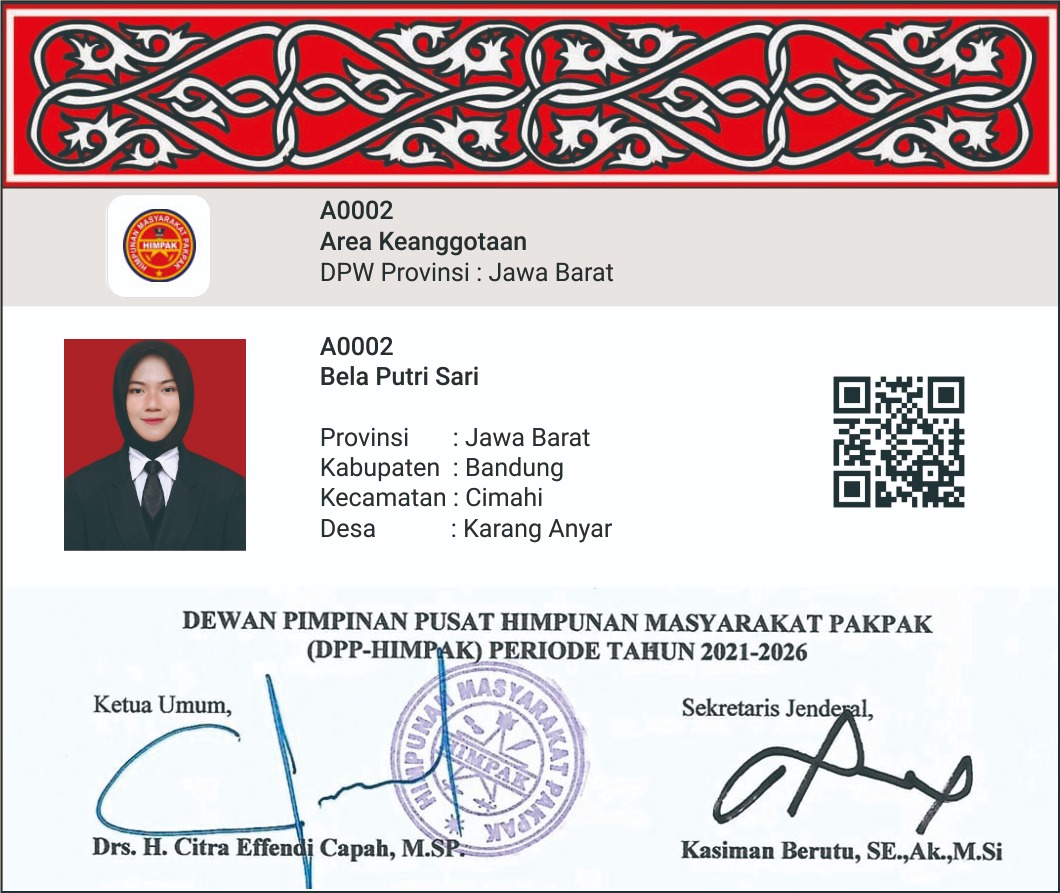 HIMPUNAN MASYARAKAT PAKPAK
HIMPAK
A0002
Area Keanggotaan
DPW Provinsi : Jawa Barat
A0002
Bela Putri Sari
Provinsi : Jawa Barat
Kabupaten : Bandung
Kecamatan : Cimahi
Desa : Karang Anyar
DEWAN PIMPINAN PUSAT HIMPUNAN MASYARAKAT PAKPAK
(DPP-HIMPAK) PERIODE TAHUN 2021-2026
Ketua Umum,
Sekretaris Jenderal,
HIMPUNAN MASYARAKAT PAKPAK
HIMPAK
Drs. H. Citra Effendi Capah, M.SP.
Kasiman Berutu, SE.,Ak.,M.Si